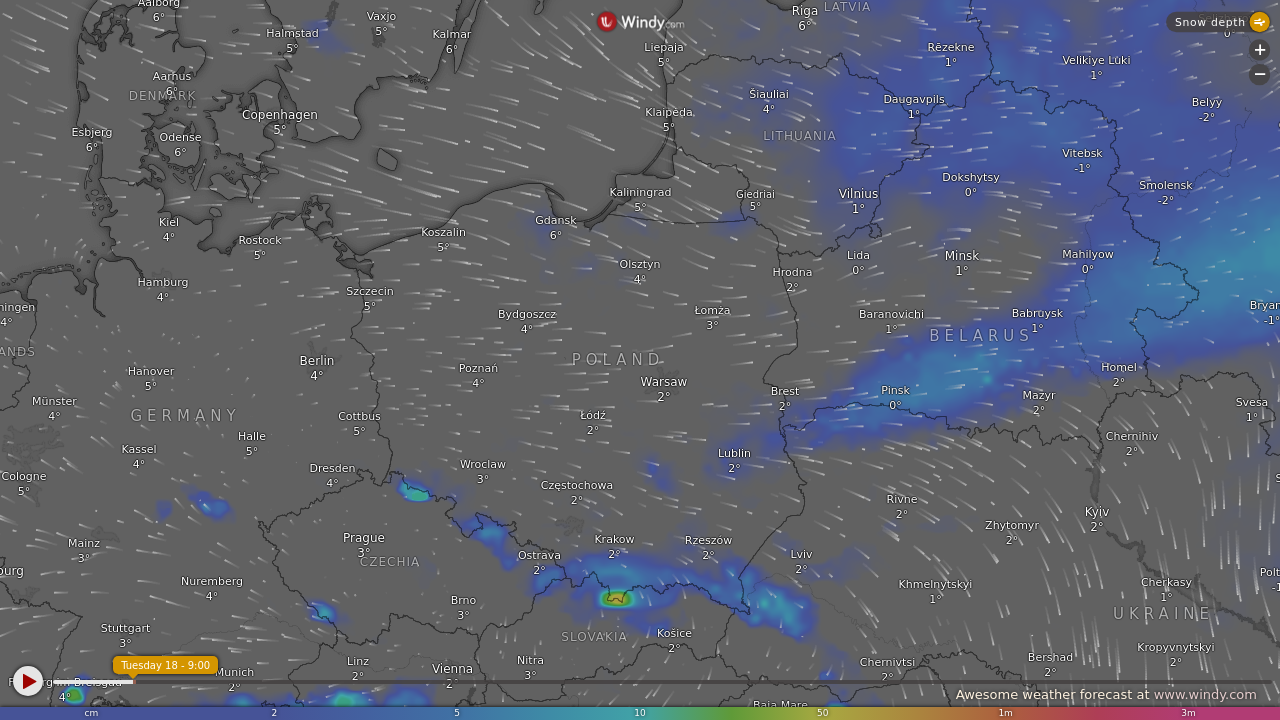 Aalborg
6°
Vaxjo
5°
Halmstad
5°
Kalmar
6°
Windy.com
Riga
6°
LATVIA
Snow depth
0°
Liepaja
5°
Rēzekne
1°
Velikiye Luki
1°
+
−
Aarhus
6°
DENMARK
Šiauliai
4°
Daugavpils
1°
Belyy
-2°
Copenhagen
5°
Klaipėda
5°
Esbjerg
6°
Odense
6°
LITHUANIA
Vitebsk
-1°
Dokshytsy
0°
Smolensk
-2°
Kaliningrad
5°
Giedriai
5°
Vilnius
1°
Kiel
4°
Gdansk
6°
Koszalin
5°
Rostock
5°
Lida
0°
Minsk
1°
Mahilyow
0°
Olsztyn
4°
Hrodna
2°
Hamburg
4°
Szczecin
5°
ningen
4°
Bydgoszcz
4°
Łomża
3°
Baranovichi
1°
Babruysk
1°
Bryan
-1°
BELARUS
ANDS
Berlin
4°
POLAND
Hanover
5°
Poznań
4°
Warsaw
2°
Homel
2°
Brest
2°
Pinsk
0°
Mazyr
2°
Münster
4°
GERMANY
Cottbus
5°
Łódź
2°
Svesa
1°
Halle
5°
Chernihiv
2°
Kassel
4°
Lublin
2°
Dresden
4°
Wroclaw
3°
Cologne
5°
Częstochowa
2°
S
Rivne
2°
Kyiv
2°
Zhytomyr
2°
Mainz
3°
Prague
3°
Krakow
2°
Rzeszów
2°
CZECHIA
Ostrava
2°
Lviv
2°
burg
Nuremberg
4°
Khmelnytskyi
1°
Cherkasy
1°
Polt
-1
Brno
3°
UKRAINE
Stuttgart
3°
SLOVAKIA
Košice
2°
Kropyvnytskyi
2°
Tuesday 18 - 9:00
Linz
2°
Nitra
3°
Vienna
2°
Chernivtsi
2°
Bershad
2°
Munich
2°
4°
Baia Mare
Awesome weather forecast at www.windy.com
cm 2 5 10 50 1m 3m